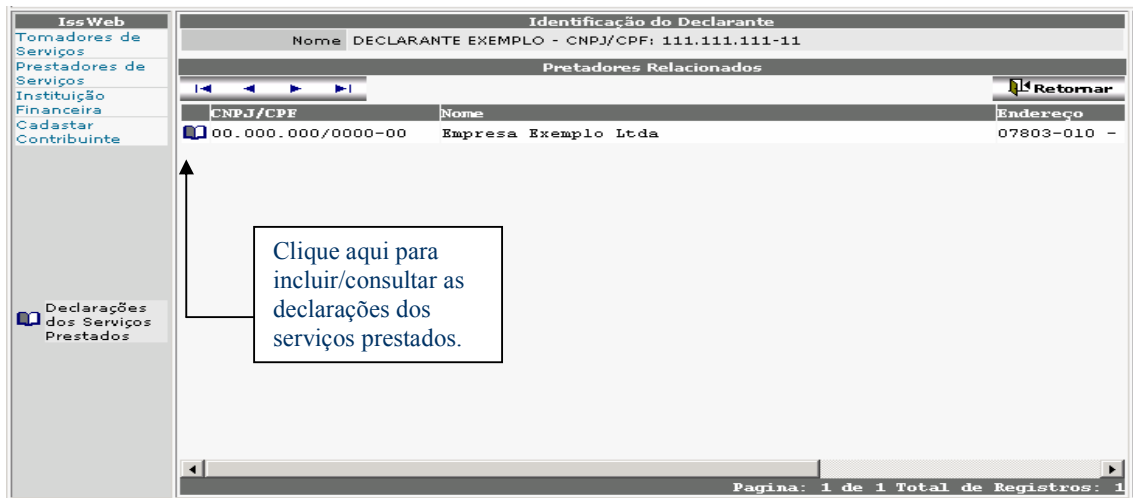 IssWeb
Tomadores de
Serviços
Prestadores de
Serviços
Instituição
Financeira
Cadastar
Contribuinte
Declarações
dos Serviços
Prestados
Identificação do Declarante
Nome DECLARANTE EXEMPLO - CNPJ/CPF: 111.111.111-11
Pretadores Relacionados
Retornar
CNPJ/CPF Nome Endereço
00.000.000/0000-00 Empresa Exemplo Ltda 07803-010 -
Clique aqui para
incluir/consultar as
declarações dos
serviços prestados.
Pagina: 1 de 1 Total de Registros: 1